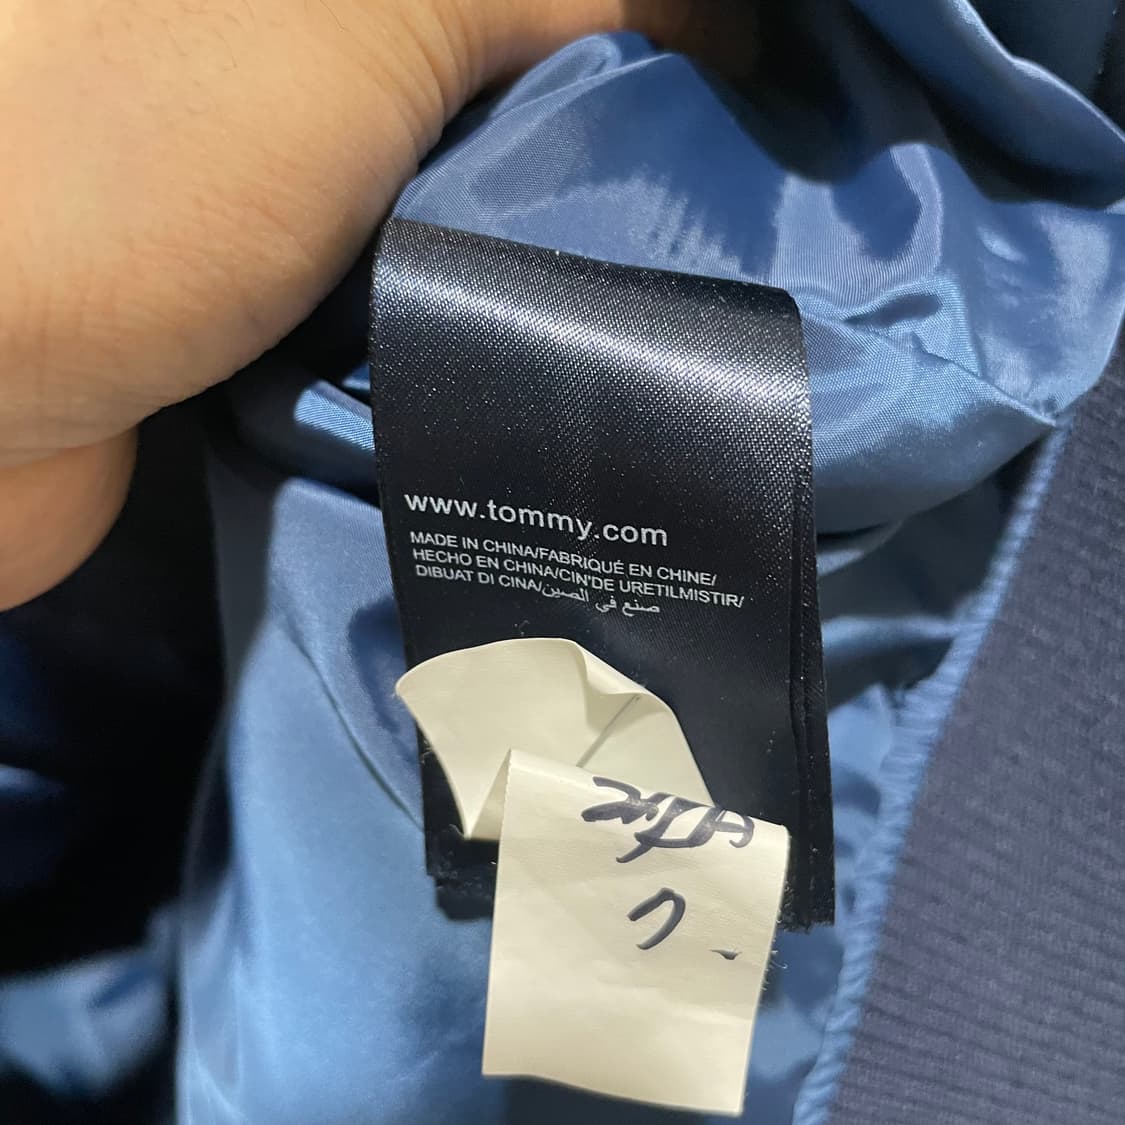 www.tommy.com
MADE IN CHINA/FABRIQUÉ EN CHINE/
HECHO EN CHINA/CIN'DE URETILMISTIR/
DIBUAT DI CINA/صنع في الصين